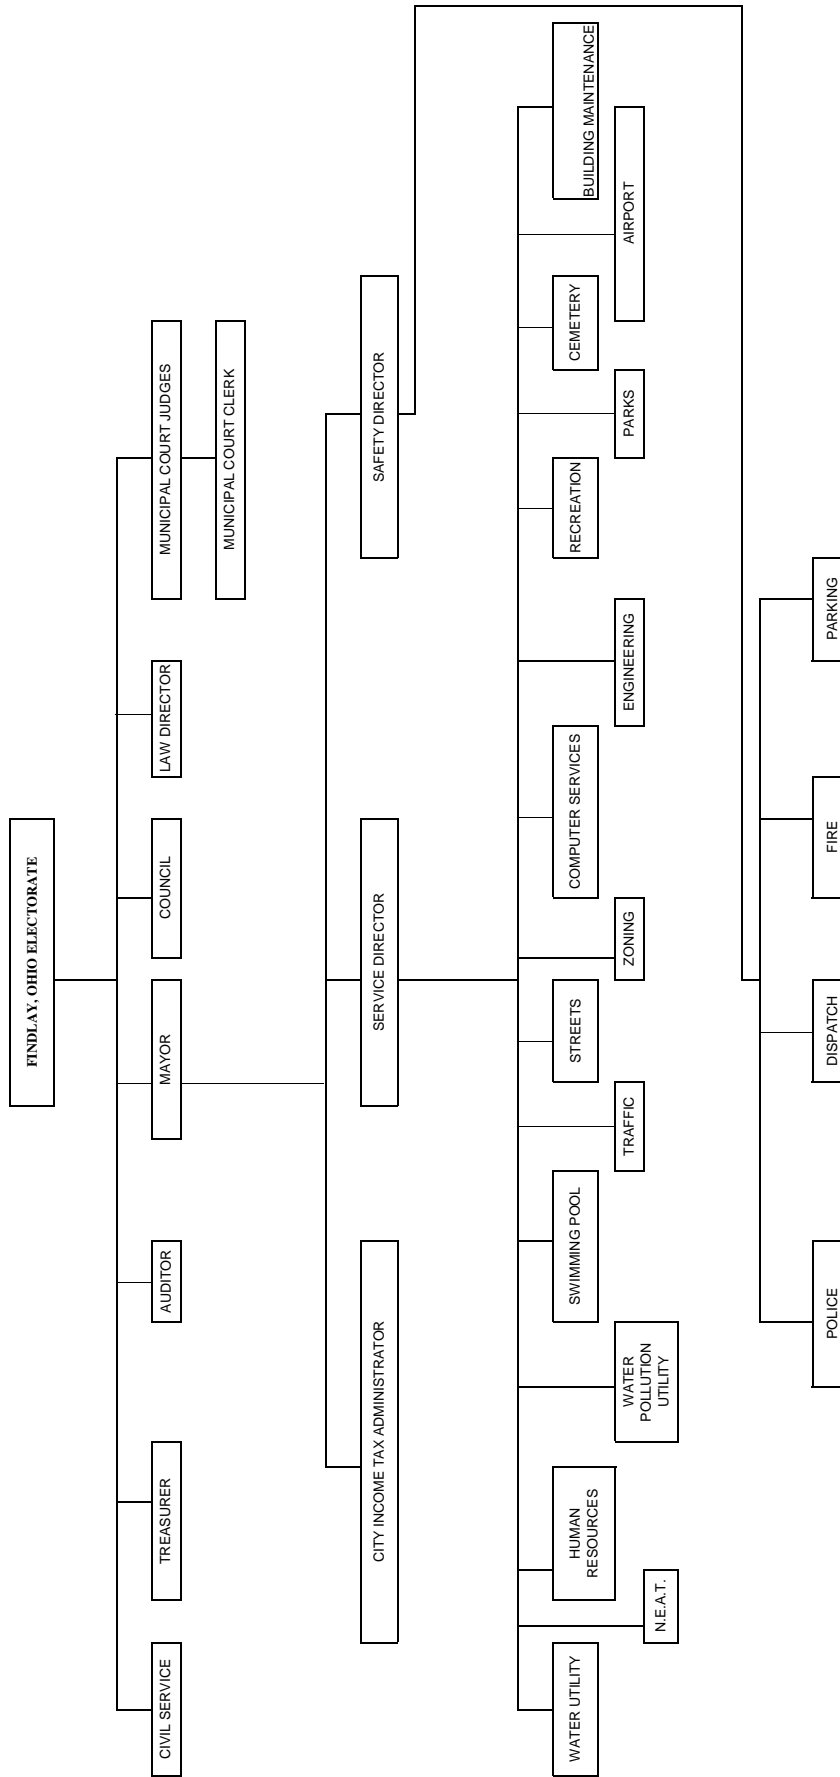 FINDLAY, OHIO ELECTORATE
CIVIL SERVICE
TREASURER
AUDITOR
MAYOR
COUNCIL
LAW DIRECTOR
MUNICIPAL COURT JUDGES
MUNICIPAL COURT CLERK
CITY INCOME TAX ADMINISTRATOR
SERVICE DIRECTOR
SAFETY DIRECTOR
WATER UTILITY
HUMAN
RESOURCES
SWIMMING POOL
STREETS
COMPUTER SERVICES
RECREATION
CEMETERY
BUILDING MAINTENANCE
N.E.A.T.
WATER
POLLUTION
UTILITY
TRAFFIC
ZONING
ENGINEERING
PARKS
AIRPORT
POLICE
DISPATCH
FIRE
PARKING